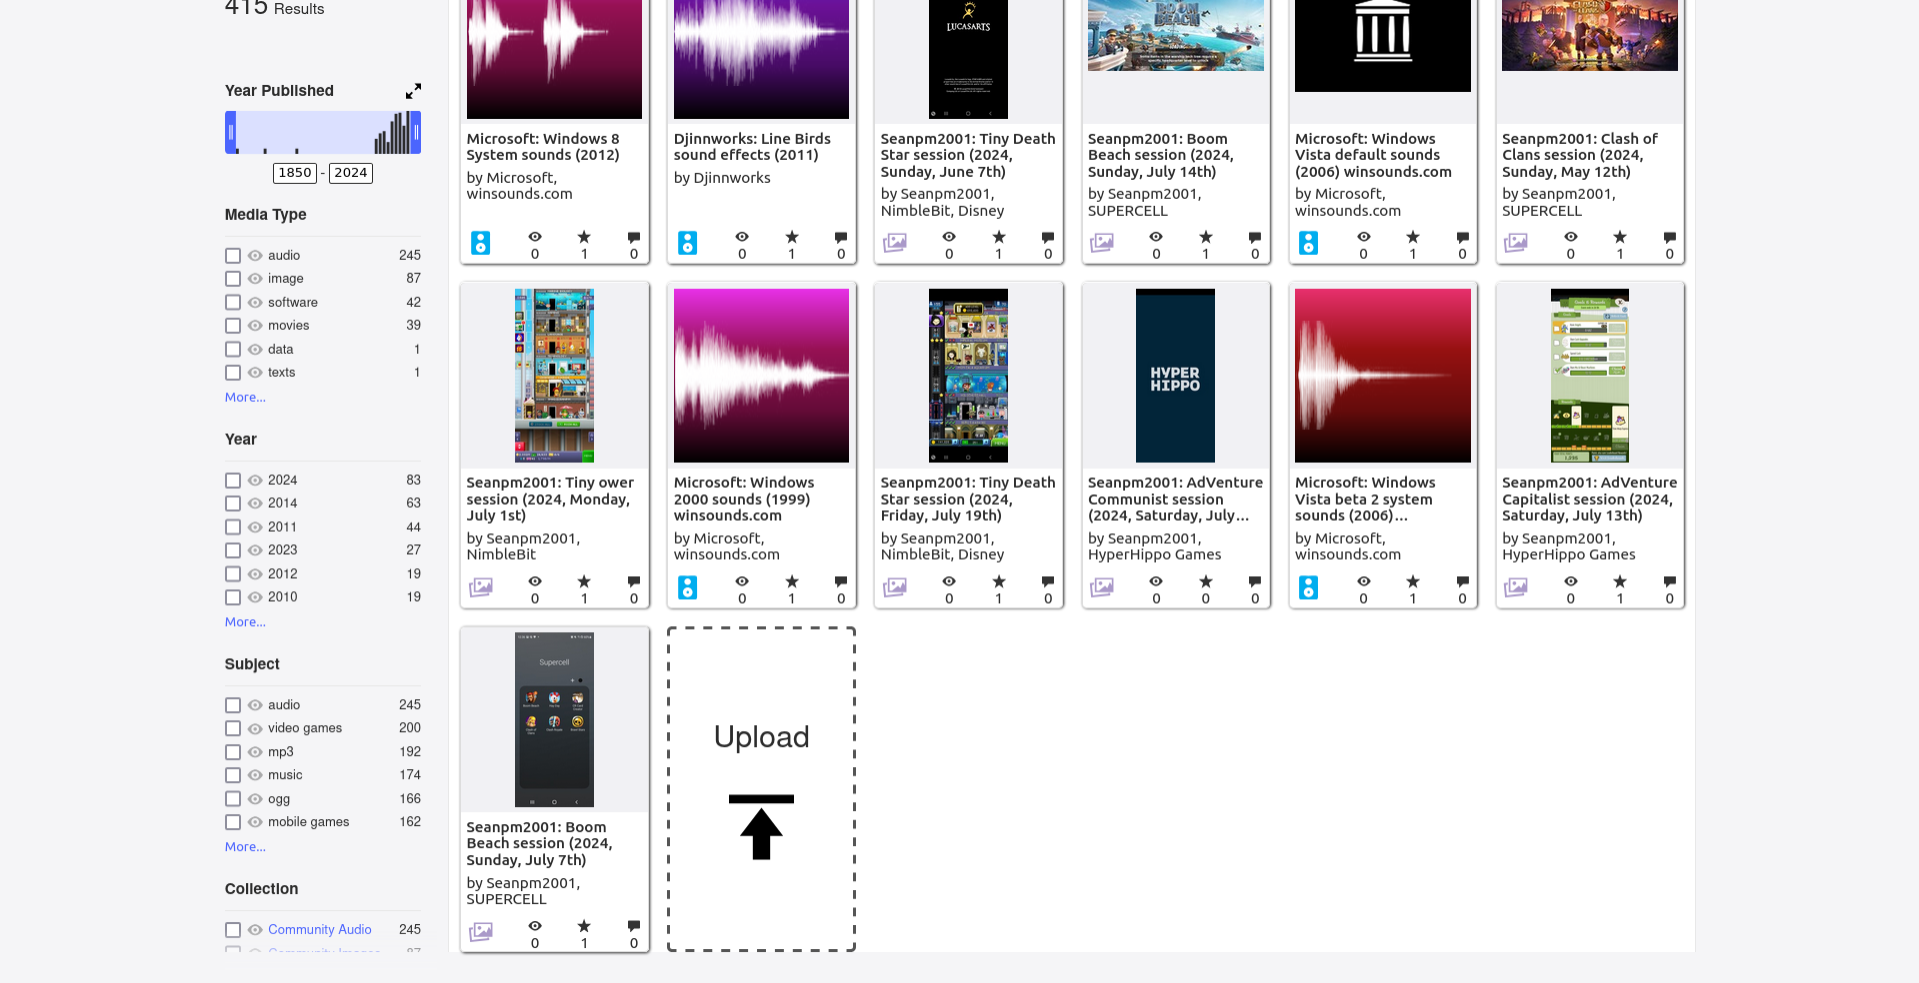 415 Results
Year Published
1850 - 2024
Media Type
audio 245
image 87
software 42
movies 39
data 1
texts 1
More...
Year
2024 83
2014 63
2011 44
2023 27
2012 19
2010 19
More...
Subject
audio 245
video games 200
mp3 192
music 174
ogg 166
mobile games 162
More...
Collection
Community Audio 245
Community Images 87
Microsoft: Windows 8
System sounds (2012)
by Microsoft,
winsounds.com
0 1 0
Djinnworks: Line Birds
sound effects (2011)
by Djinnworks
0 1 0
LUCASARTS
Seanpm2001: Tiny Death
Star session (2024,
Sunday, June 7th)
by Seanpm2001,
NimbleBit, Disney
0 1 0
BOOM
BEACH
Seanpm2001: Boom
Beach session (2024,
Sunday, July 14th)
by Seanpm2001,
SUPERCELL
0 1 0
Microsoft: Windows
Vista default sounds
(2006) winsounds.com
by Microsoft,
winsounds.com
0 1 0
Seanpm2001: Clash of
Clans session (2024,
Sunday, May 12th)
by Seanpm2001,
SUPERCELL
0 1 0
Seanpm2001: Tiny ower
session (2024, Monday,
July 1st)
by Seanpm2001,
NimbleBit
0 1 0
Microsoft: Windows
2000 sounds (1999)
winsounds.com
by Microsoft,
winsounds.com
0 1 0
Seanpm2001: Tiny Death
Star session (2024,
Friday, July 19th)
by Seanpm2001,
NimbleBit, Disney
0 1 0
HYPER
HIPPO
Seanpm2001: AdVenture
Communist session
(2024, Saturday, July...
by Seanpm2001,
HyperHippo Games
0 0 0
Microsoft: Windows
Vista beta 2 system
sounds (2006)...
by Microsoft,
winsounds.com
0 1 0
Seanpm2001: AdVenture
Capitalist session (2024,
Saturday, July 13th)
by Seanpm2001,
HyperHippo Games
0 1 0
Supercell
Seanpm2001: Boom
Beach session (2024,
Sunday, July 7th)
by Seanpm2001,
SUPERCELL
0 1 0
Upload